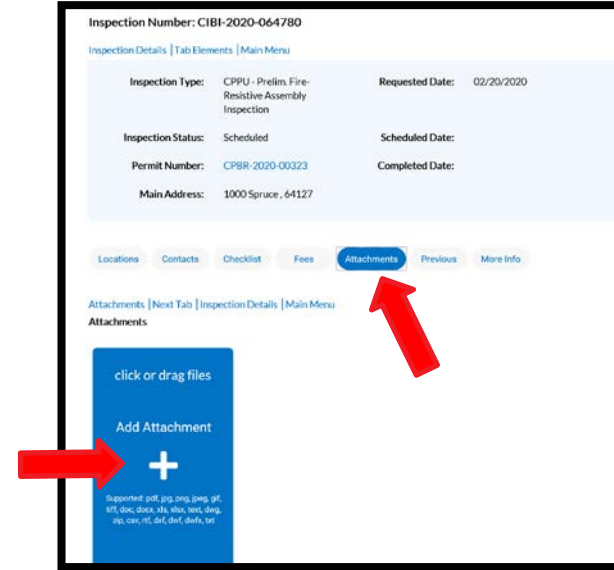 Inspection Number: CIBI-2020-064780
Inspection Details | Tab Elements | Main Menu
Inspection Type: CPPU - Prelim. Fire-Resistive Assembly Inspection Requested Date: 02/20/2020
Inspection Status: Scheduled Scheduled Date:
Permit Number: CPBR-2020-00323 Completed Date:
Main Address: 1000 Spruce , 64127
Locations Contacts Checklist Fees Attachments Previous More Info
Attachments | Next Tab | Inspection Details | Main Menu
Attachments
click or drag files
Add Attachment
Supported: pdf, jpg, png, jpeg, gif,
tiff, doc, docx, xls, xlsx, text, dwg,
zip, csv, rtf, dxf, dwf, dwfx, txt